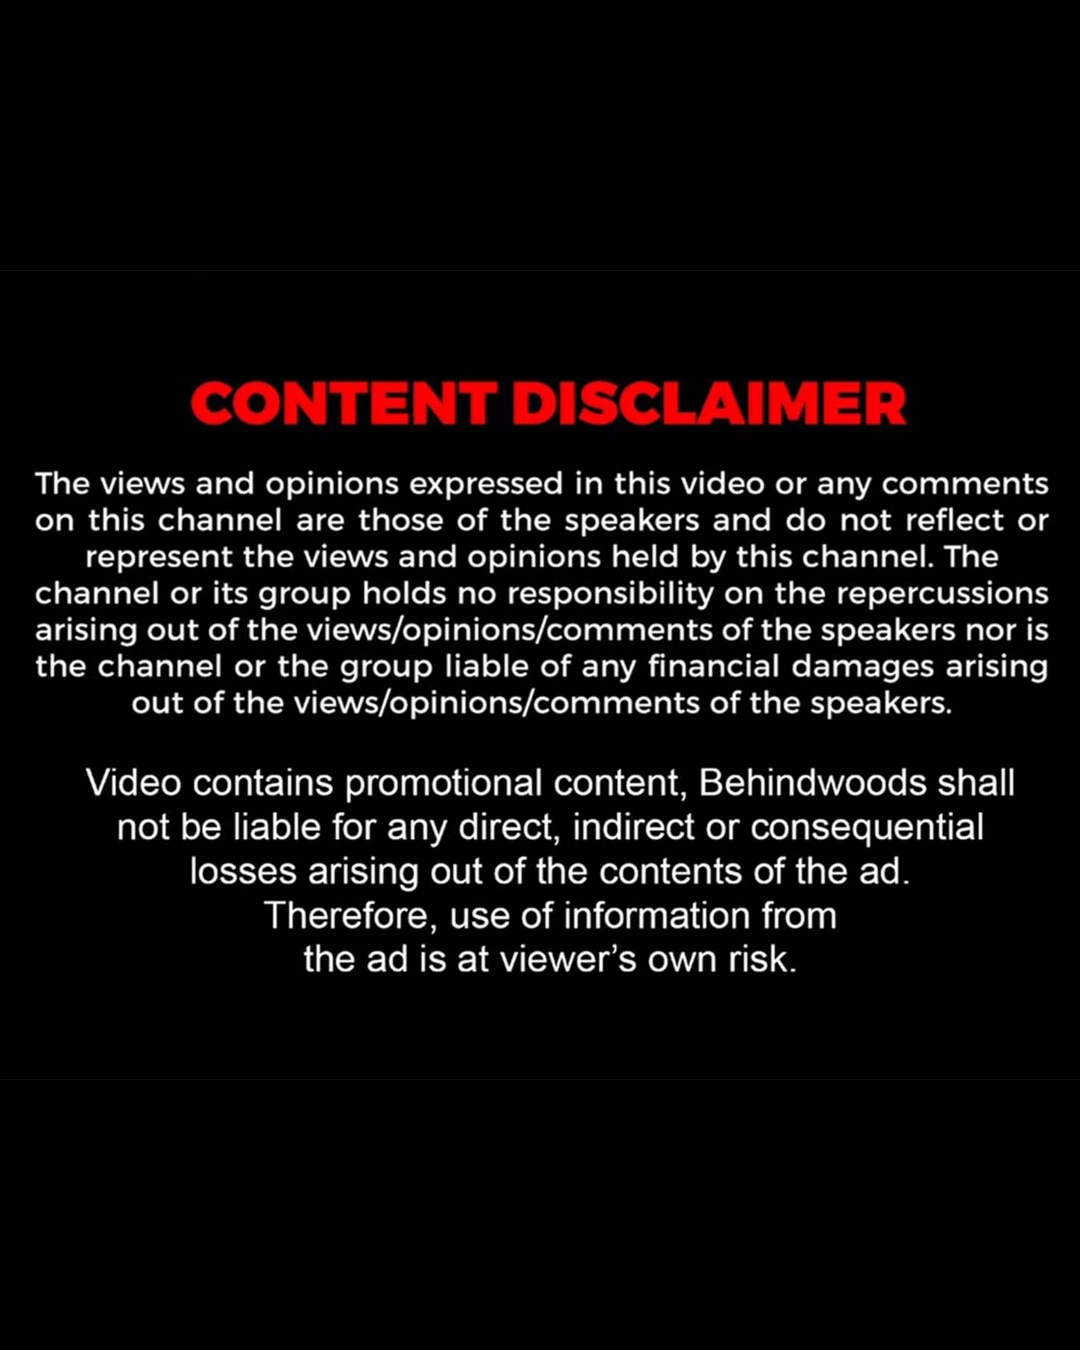 CONTENT DISCLAIMER
The views and opinions expressed in this video or any comments
on this channel are those of the speakers and do not reflect or
represent the views and opinions held by this channel. The
channel or its group holds no responsibility on the repercussions
arising out of the views/opinions/comments of the speakers nor is
the channel or the group liable of any financial damages arising
out of the views/opinions/comments of the speakers.
Video contains promotional content, Behindwoods shall
not be liable for any direct, indirect or consequential
losses arising out of the contents of the ad.
Therefore, use of information from
the ad is at viewer’s own risk.